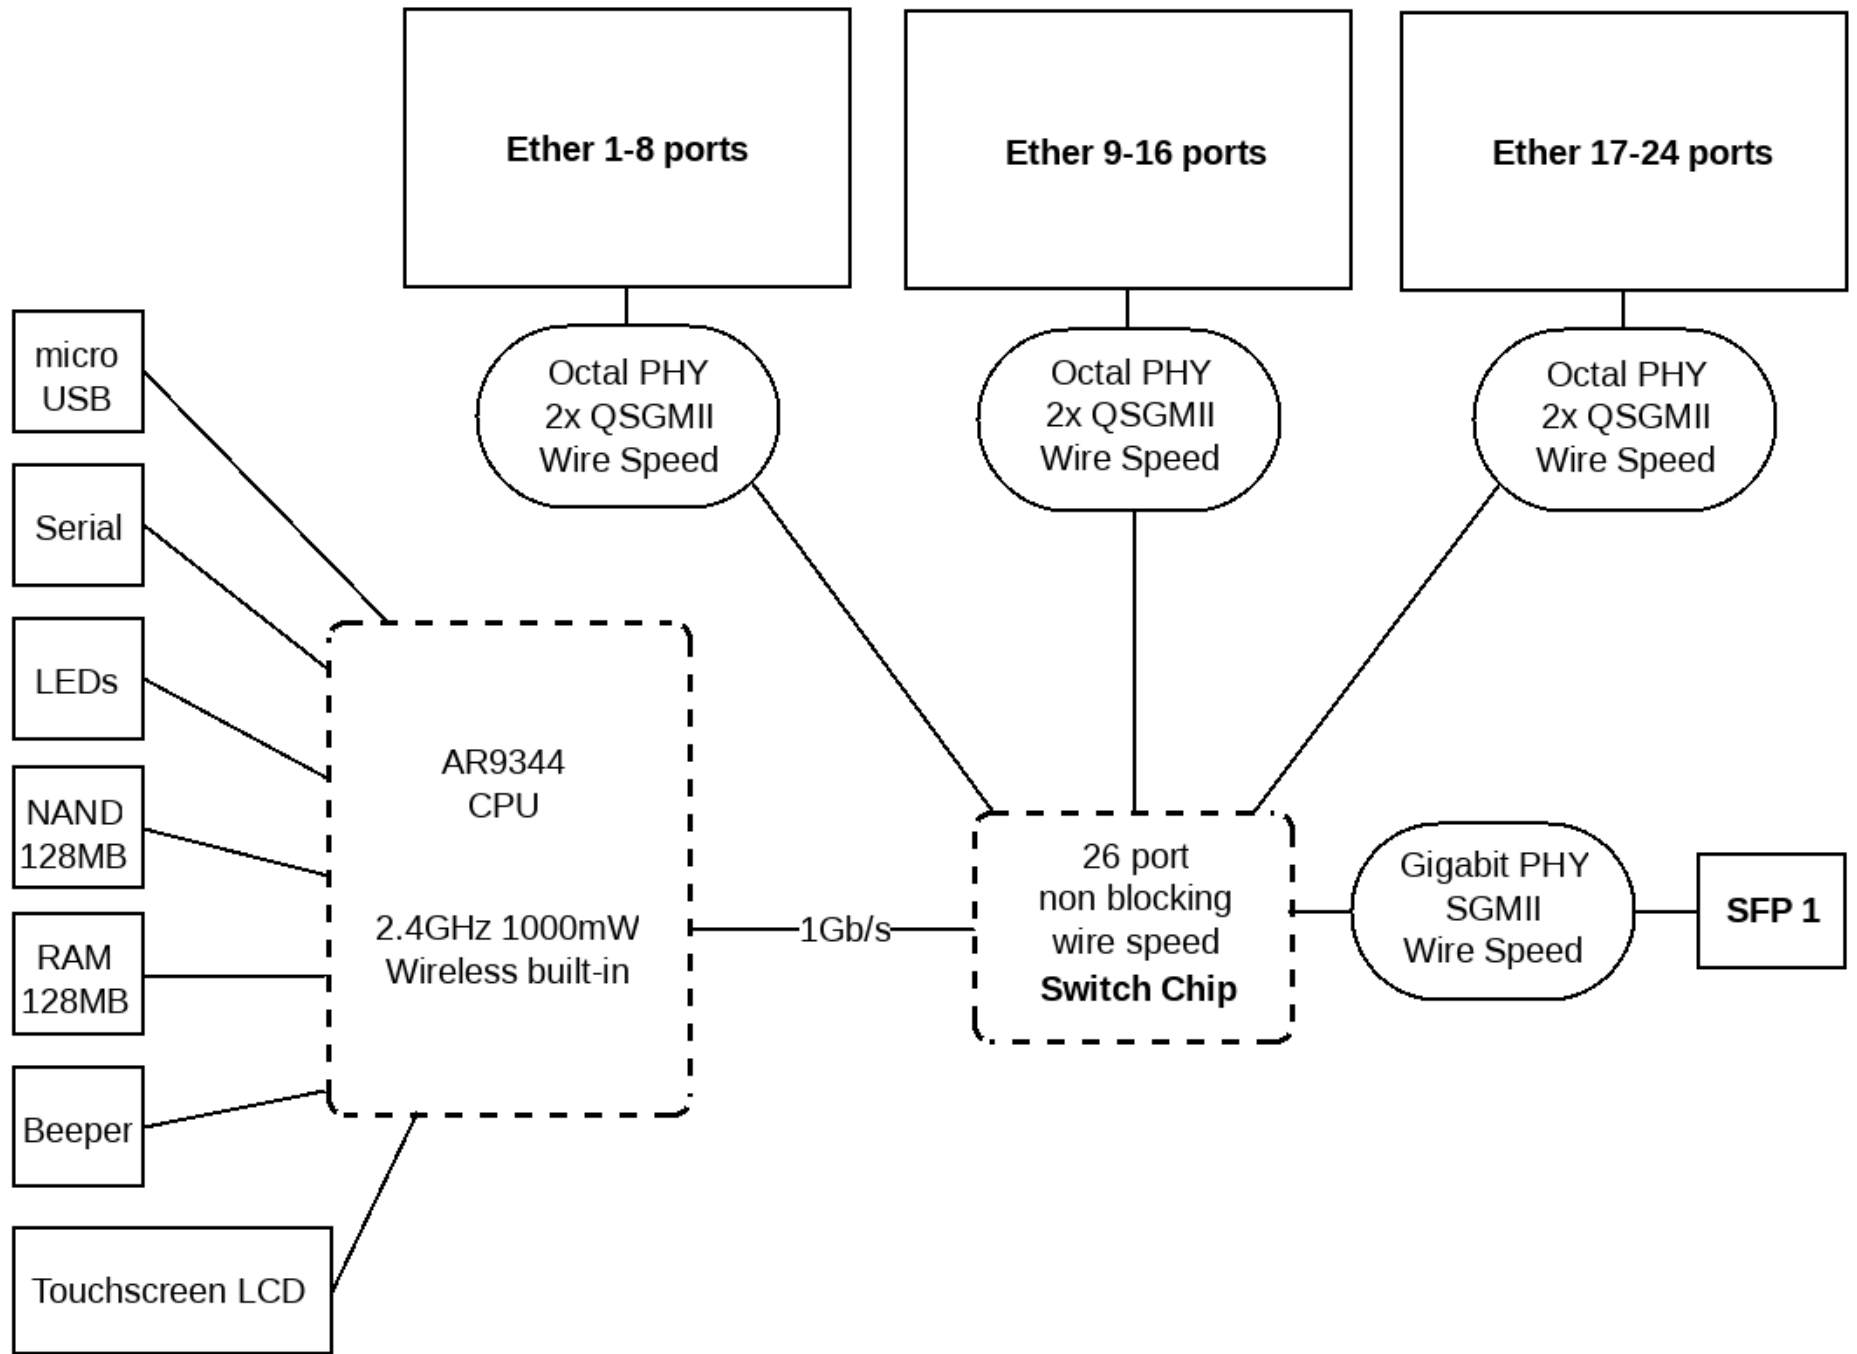 Ether 1-8 ports
Ether 9-16 ports
Ether 17-24 ports
Octal PHY
2x QSGMII
Wire Speed
Octal PHY
2x QSGMII
Wire Speed
Octal PHY
2x QSGMII
Wire Speed
micro
USB
Serial
LEDs
NAND
128MB
RAM
128MB
Beeper
Touchscreen LCD
AR9344
CPU
2.4GHz 1000mW
Wireless built-in
1Gb/s
26 port
non blocking
wire speed
Switch Chip
Gigabit PHY
SGMII
Wire Speed
SFP 1